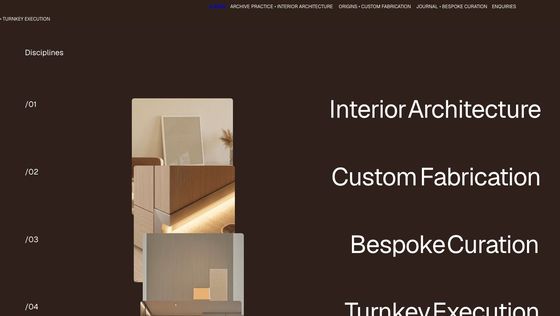 ARCHIVE PRACTICE • INTERIOR ARCHITECTURE ORIGINS • CUSTOM FABRICATION JOURNAL • BESPOKE CURATION ENQUIRIES
• TURNKEY EXECUTION
Disciplines
/01 Interior Architecture
/02 Custom Fabrication
/03 Bespoke Curation
/04 Turnkey Execution